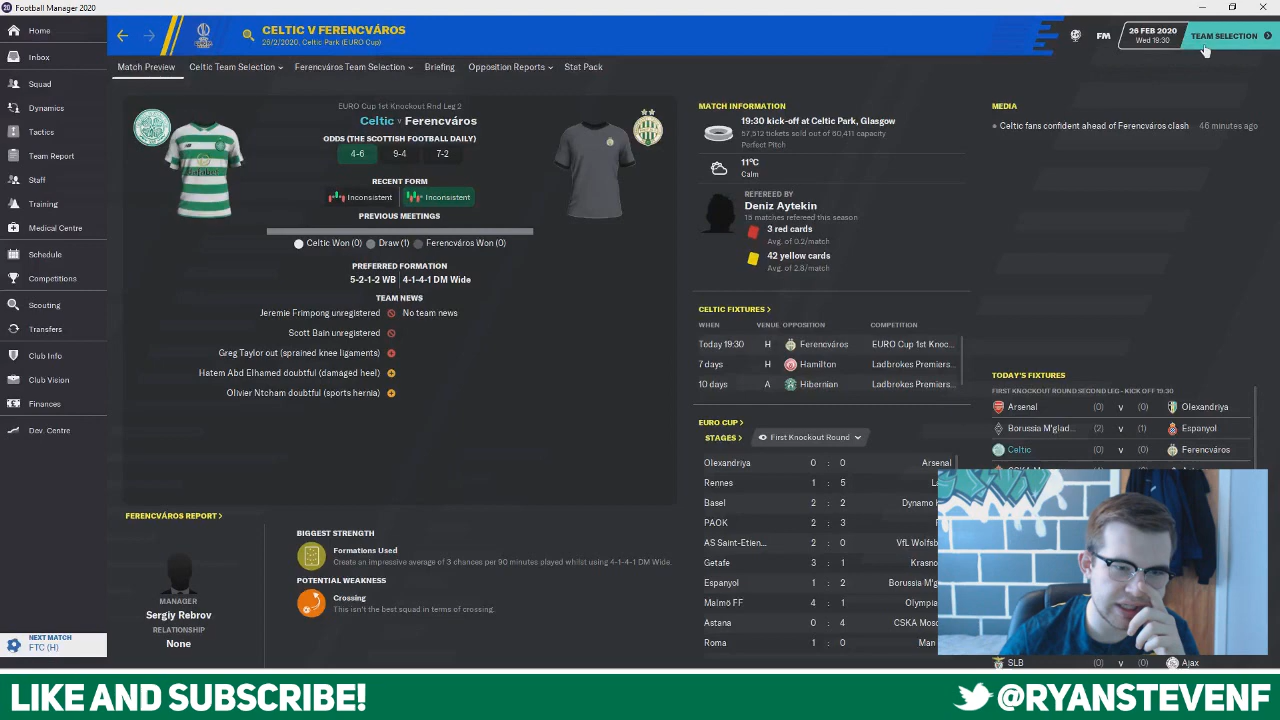 Football Manager 2020
Home
Inbox
Squad
Dynamics
Tactics
Team Report
Staff
Training
Medical Centre
Schedule
Competitions
Scouting
Transfers
Club Info
Club Vision
Finances
Dev. Centre
NEXT MATCH
FTC (H)
CELTIC V FERENCVÁROS
26/2/2020, Celtic Park (EURO Cup)
FM
26 FEB 2020
Wed 19:30
TEAM SELECTION
Match Preview
Celtic Team Selection
Ferencváros Team Selection
Briefing
Opposition Reports
Stat Pack
EURO Cup 1st Knockout Rnd Leg 2
Celtic v Ferencváros
ODDS (THE SCOTTISH FOOTBALL DAILY)
4-6 9-4 7-2
RECENT FORM
Inconsistent Inconsistent
PREVIOUS MEETINGS
Celtic Won (0) Draw (1) Ferencváros Won (0)
PREFERRED FORMATION
5-2-1-2 WB 4-1-4-1 DM Wide
TEAM NEWS
Jeremie Frimpong unregistered No team news
Scott Bain unregistered
Greg Taylor out (sprained knee ligaments)
Hatem Abd Elhamed doubtful (damaged heel)
Olivier Ntcham doubtful (sports hernia)
FERENCVÁROS REPORT >
MANAGER
Sergiy Rebrov
RELATIONSHIP
None
BIGGEST STRENGTH
Formations Used
Create an impressive average of 3 chances per 90 minutes played whilst using 4-1-4-1 DM Wide.
POTENTIAL WEAKNESS
Crossing
This isn't the best squad in terms of crossing.
MATCH INFORMATION
19:30 kick-off at Celtic Park, Glasgow
57,512 tickets sold out of 60,411 capacity
Perfect Pitch
11°C
Calm
REFEREED BY
Deniz Aytekin
15 matches refereed this season
3 red cards
Avg. of 0.2/match
42 yellow cards
Avg. of 2.8/match
CELTIC FIXTURES >
WHEN VENUE OPPOSITION COMPETITION
Today 19:30 H Ferencváros EURO Cup 1st Knoc...
7 days H Hamilton Ladbrokes Premiers...
10 days A Hibernian Ladbrokes Premiers...
EURO CUP >
STAGES > First Knockout Round
Olexandriya 0 : 0 Arsenal
Rennes 1 : 5 L
Basel 2 : 2 Dynamo
PAOK 2 : 3
AS Saint-Etien... 2 : 0 VfL Wolfsb
Getafe 3 : 1 Krasno
Espanyol 1 : 2 Borussia M'g
Malmö FF 4 : 1 Olympia
Astana 0 : 4 CSKA Mosc
Roma 1 : 0 Man
MEDIA
Celtic fans confident ahead of Ferencváros clash 46 minutes ago
TODAY'S FIXTURES
FIRST KNOCKOUT ROUND SECOND LEG - KICK OFF 19:30
Arsenal (0) v (0) Olexandriya
Borussia M'glad... (2) v (1) Espanyol
Celtic (0) v (0) Ferencváros
SLB (0) v (0) Ajax
LIKE AND SUBSCRIBE!
@RYANSTEVENF